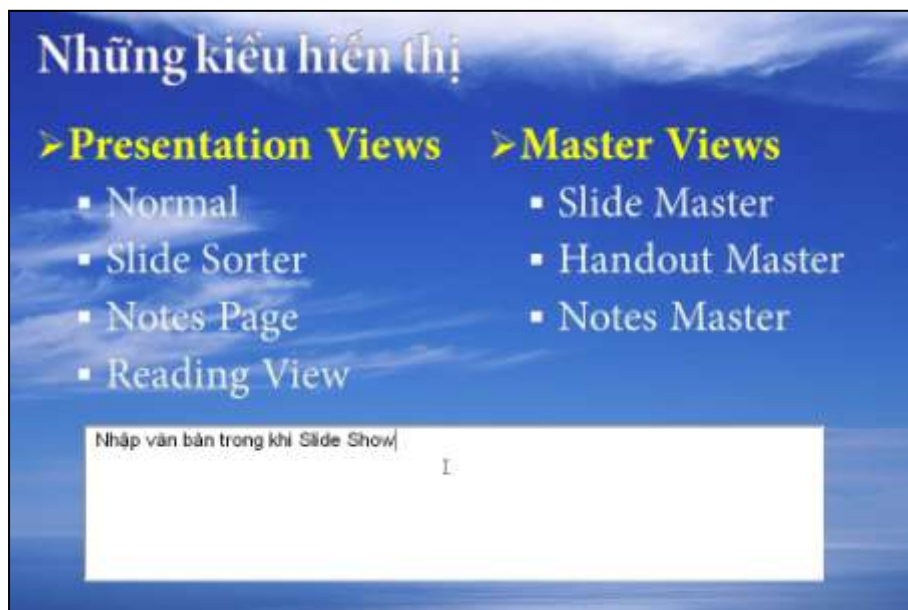 Những kiểu hiển thị
➢Presentation Views
▪ Normal
▪ Slide Sorter
▪ Notes Page
▪ Reading View
➢Master Views
▪ Slide Master
▪ Handout Master
▪ Notes Master
Nhập văn bản trong khi Slide Show